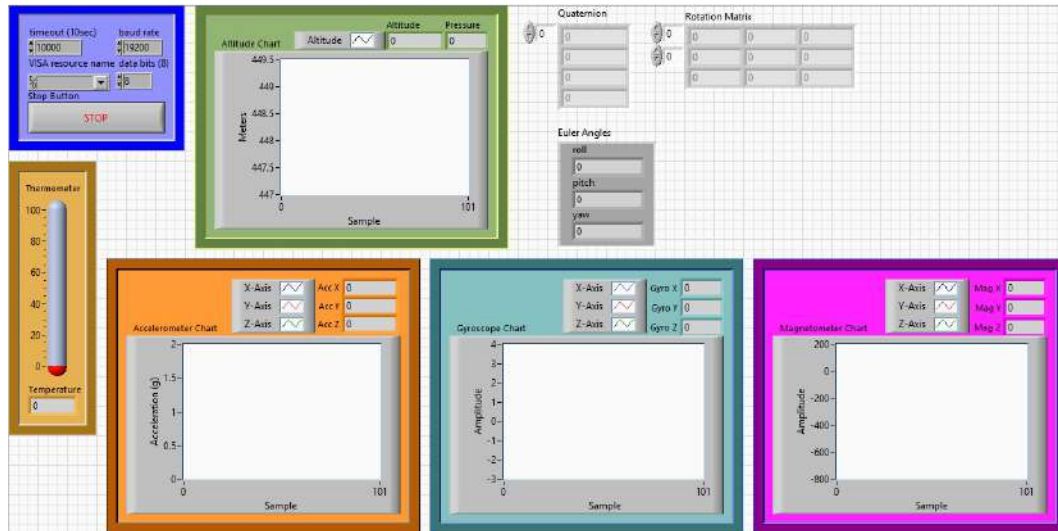 timeout (10sec) baud rate
10000 19200
VISA resource name data bits (8)
8
Stop Button
STOP
Altitude Pressure
Altitude Chart Altitude 0 0
449.5
449
448.5
448
447.5
447
Meters
0 101
Sample
Quaternion
0
0
0
0
0
Rotation Matrix
0 0 0 0
0 0 0 0
0 0 0
Euler Angles
roll
0
pitch
0
yaw
0
Thermometer
100
80
60
40
20
0
Temperature
0
X-Axis Acc X 0
Y-Axis Acc Y 0
Z-Axis Acc Z 0
Accelerometer Chart
2
1.5
1
0.5
0
Acceleration (g)
0 101
Sample
X-Axis Gyro X 0
Y-Axis Gyro Y 0
Z-Axis Gyro Z 0
Gyroscope Chart
4
3
2
1
0
-1
-2
-3
Amplitude
0 101
Sample
X-Axis Mag X 0
Y-Axis Mag Y 0
Z-Axis Mag Z 0
Magnetometer Chart
200
0
-200
-400
-600
-800
Amplitude
0 101
Sample